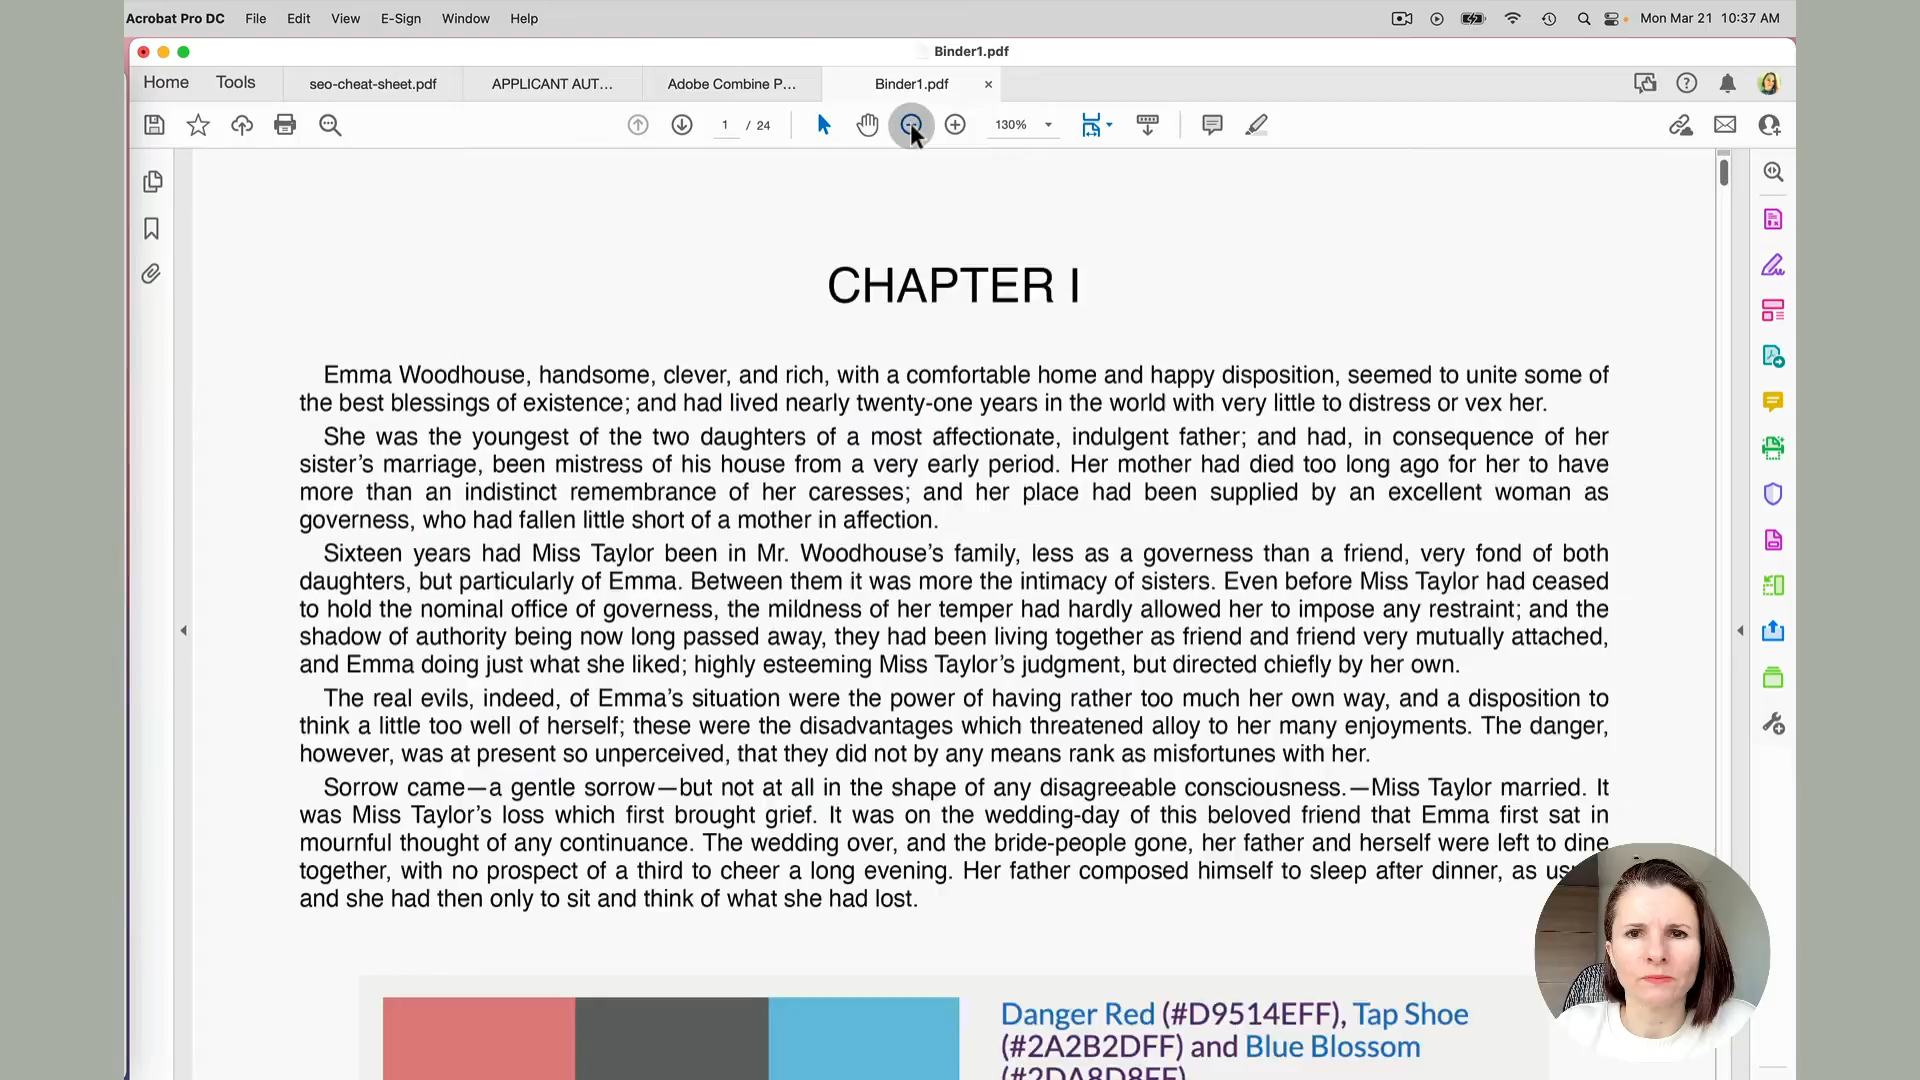 Acrobat Pro DC File Edit View E-Sign Window Help Mon Mar 21 10:37 AM
Binder1.pdf
Home Tools seo-cheat-sheet.pdf APPLICANT AUT... Adobe Combine P... Binder1.pdf ×
1 / 24 130%
CHAPTER I
Emma Woodhouse, handsome, clever, and rich, with a comfortable home and happy disposition, seemed to unite some of
the best blessings of existence; and had lived nearly twenty-one years in the world with very little to distress or vex her.
She was the youngest of the two daughters of a most affectionate, indulgent father; and had, in consequence of her
sister’s marriage, been mistress of his house from a very early period. Her mother had died too long ago for her to have
more than an indistinct remembrance of her caresses; and her place had been supplied by an excellent woman as
governess, who had fallen little short of a mother in affection.
Sixteen years had Miss Taylor been in Mr. Woodhouse’s family, less as a governess than a friend, very fond of both
daughters, but particularly of Emma. Between them it was more the intimacy of sisters. Even before Miss Taylor had ceased
to hold the nominal office of governess, the mildness of her temper had hardly allowed her to impose any restraint; and the
shadow of authority being now long passed away, they had been living together as friend and friend very mutually attached,
and Emma doing just what she liked; highly esteeming Miss Taylor’s judgment, but directed chiefly by her own.
The real evils, indeed, of Emma’s situation were the power of having rather too much her own way, and a disposition to
think a little too well of herself; these were the disadvantages which threatened alloy to her many enjoyments. The danger,
however, was at present so unperceived, that they did not by any means rank as misfortunes with her.
Sorrow came—a gentle sorrow—but not at all in the shape of any disagreeable consciousness.—Miss Taylor married. It
was Miss Taylor’s loss which first brought grief. It was on the wedding-day of this beloved friend that Emma first sat in
mournful thought of any continuance. The wedding over, and the bride-people gone, her father and herself were left to dine
together, with no prospect of a third to cheer a long evening. Her father composed himself to sleep after dinner, as
and she had then only to sit and think of what she had lost.
Danger Red (#D9514EFF), Tap Shoe
(#2A2B2DFF) and Blue Blossom
(#2DA8D8FF)